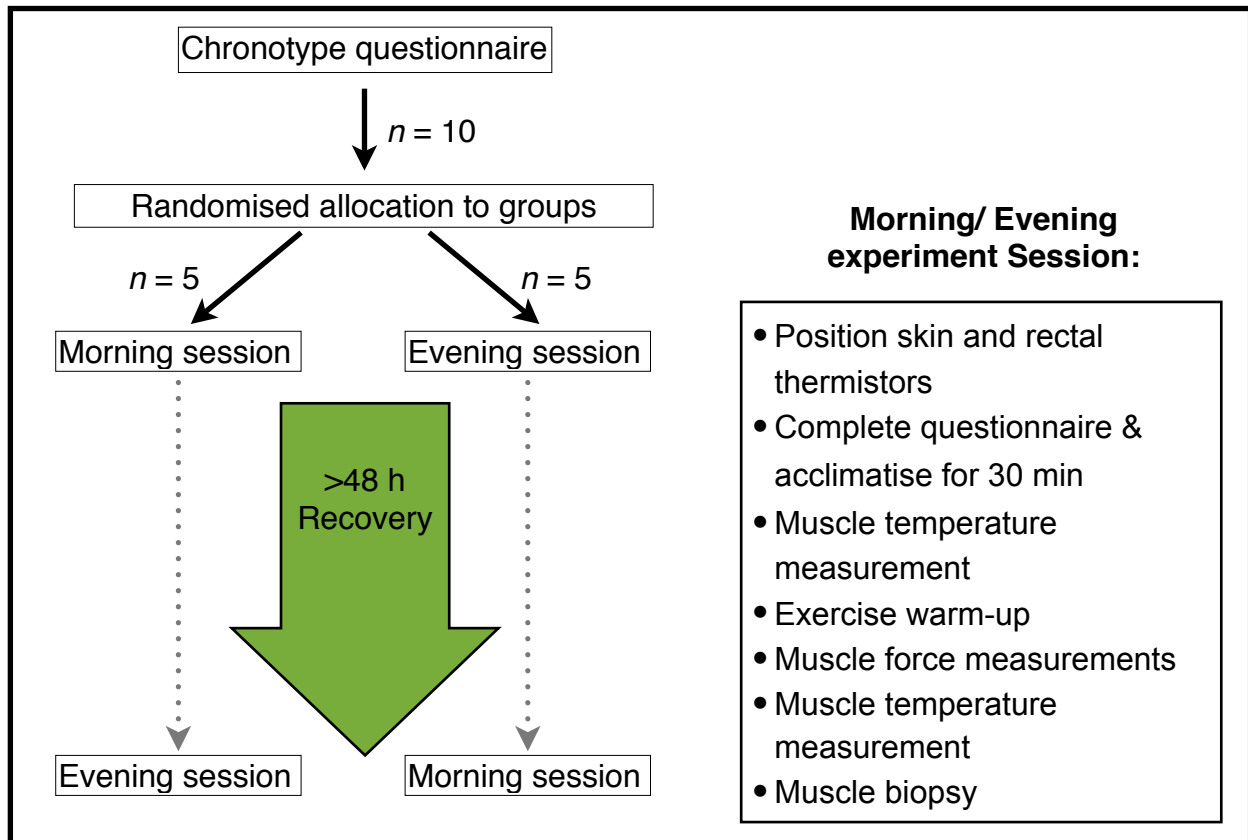 Chronotype questionnaire
n = 10
Randomised allocation to groups
n = 5
n = 5
Morning session
Evening session
>48 h
Recovery
Evening session
Morning session
Morning/ Evening
experiment Session:
• Position skin and rectal
thermistors
• Complete questionnaire &
acclimatise for 30 min
• Muscle temperature
measurement
• Exercise warm-up
• Muscle force measurements
• Muscle temperature
measurement
• Muscle biopsy